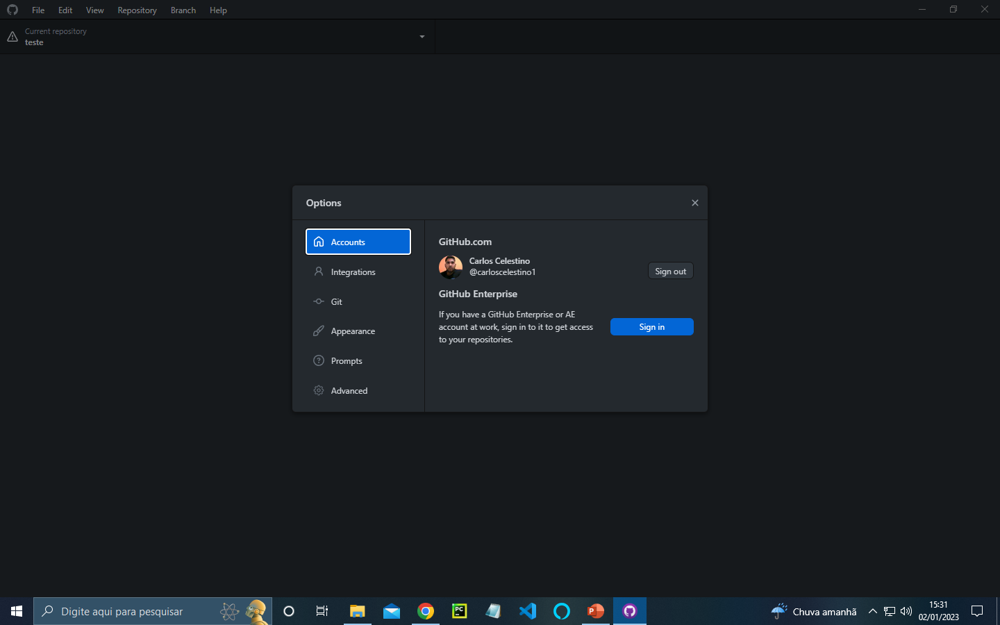 File Edit View Repository Branch Help
Current repository
teste
Options
Accounts
Integrations
Git
Appearance
Prompts
Advanced
GitHub.com
Carlos Celestino
@carloscelestino1
Sign out
GitHub Enterprise
If you have a GitHub Enterprise or AE
account at work, sign in to it to get access
to your repositories.
Sign in
Digite aqui para pesquisar
PC
P
Chuva amanhã
15:31
02/01/2023